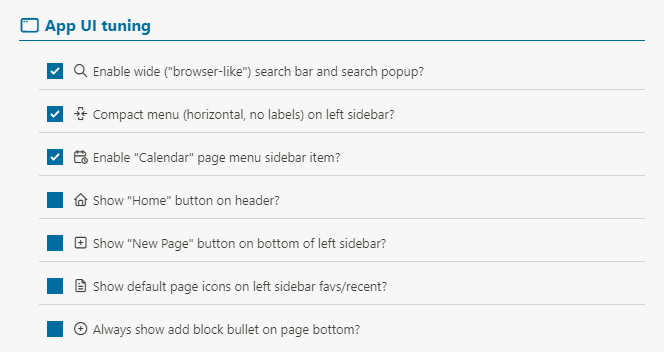 App UI tuning
Enable wide ("browser-like") search bar and search popup?
Compact menu (horizontal, no labels) on left sidebar?
Enable "Calendar" page menu sidebar item?
Show "Home" button on header?
Show "New Page" button on bottom of left sidebar?
Show default page icons on left sidebar favs/recent?
Always show add block bullet on page bottom?